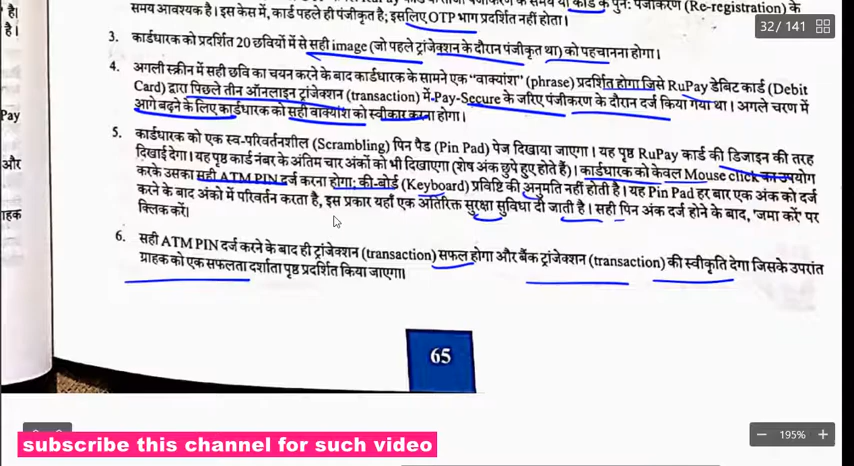 समय आवश्यक है। इस केस में, कार्ड पहले ही पंजीकृत है; इसलिए OTP भाग प्रदर्शित नहीं होता। कार्ड के पुनः पंजीकरण (Re-registration) के
है।
है।
32 / 141
3. कार्डधारक को प्रदर्शित 20 छवियों में से सही image (जो पहले ट्रांजेक्शन के दौरान पंजीकृत था) को पहचानना होगा।
4. अगली स्क्रीन में सही छवि का चयन करने के बाद कार्डधारक के सामने एक "वाक्यांश" (phrase) प्रदर्शित होगा जिसे RuPay डेबिट कार्ड (Debit
Card) द्वारा पिछले तीन ऑनलाइन ट्रांजेक्शन (transaction) में Pay-Secure के जरिए पंजीकरण के दौरान दर्ज किया गया था। अगले चरण में
आगे बढ़ने के लिए कार्डधारक को सही वाक्यांश को स्वीकार करना होगा।
Pay
5. कार्डधारक को एक स्व-परिवर्तनशील (Scrambling) पिन पैड (Pin Pad) पेज दिखाया जाएगा। यह पृष्ठ RuPay कार्ड की डिजाइन की तरह
दिखाई देगा। यह पृष्ठ कार्ड नंबर के अंतिम चार अंकों को भी दिखाएगा (शेष अंक छुपे हुए होते हैं)। कार्डधारक को केवल Mouse click का उपयोग
करके उसका सही ATM PIN दर्ज करना होगा; की-बोर्ड (Keyboard) प्रविष्टि की अनुमति नहीं होती है। यह Pin Pad हर बार एक अंक को दर्ज
करने के बाद अंको में परिवर्तन करता है, इस प्रकार यहाँ एक अतिरिक्त सुरक्षा सुविधा दी जाती है। सही पिन अंक दर्ज होने के बाद, 'जमा करें' पर
क्लिक करें।
और
ाहक
6. सही ATM PIN दर्ज करने के बाद ही ट्रांजेक्शन (transaction) सफल होगा और बैंक ट्रांजेक्शन (transaction) की स्वीकृति देगा जिसके उपरांत
ग्राहक को एक सफलता दर्शाता पृष्ठ प्रदर्शित किया जाएगा।
65
195%
subscribe this channel for such video